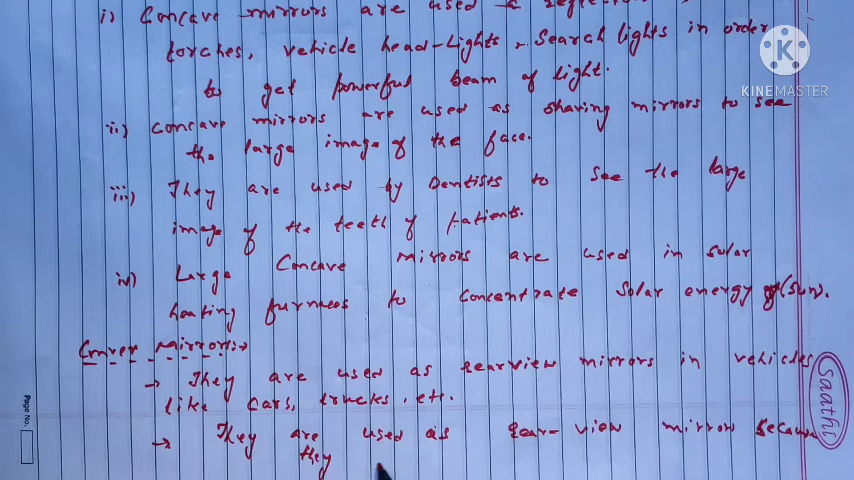 i) Concave mirrors are used
torches, vehicle head-lights, Search lights in order
to get powerful beam of light.
ii) concave mirrors are used as shaving mirrors to see
the large image of the face.
iii) They are used by Dentists to see the large
image of the teeth of patients.
iv) Large Concave mirrors are used in solar
heating furnaces to concentrate Solar energy (sun).
Convex mirror:→
→ They are used as rearview mirrors in vehicles
like cars, trucks, etc.
→ They are used as rear-view mirror because
they
K
KINEMASTER
Saathi
Page No.